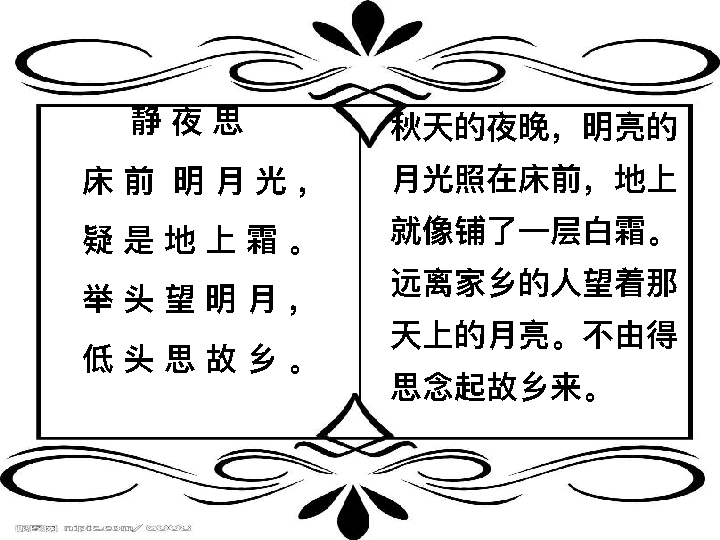 静夜思
床前 明月光，
疑是地上霜。
举头望明月，
低头思故乡。
秋天的夜晚，明亮的
月光照在床前，地上
就像铺了一层白霜。
远离家乡的人望着那
天上的月亮。不由得
思念起故乡来。